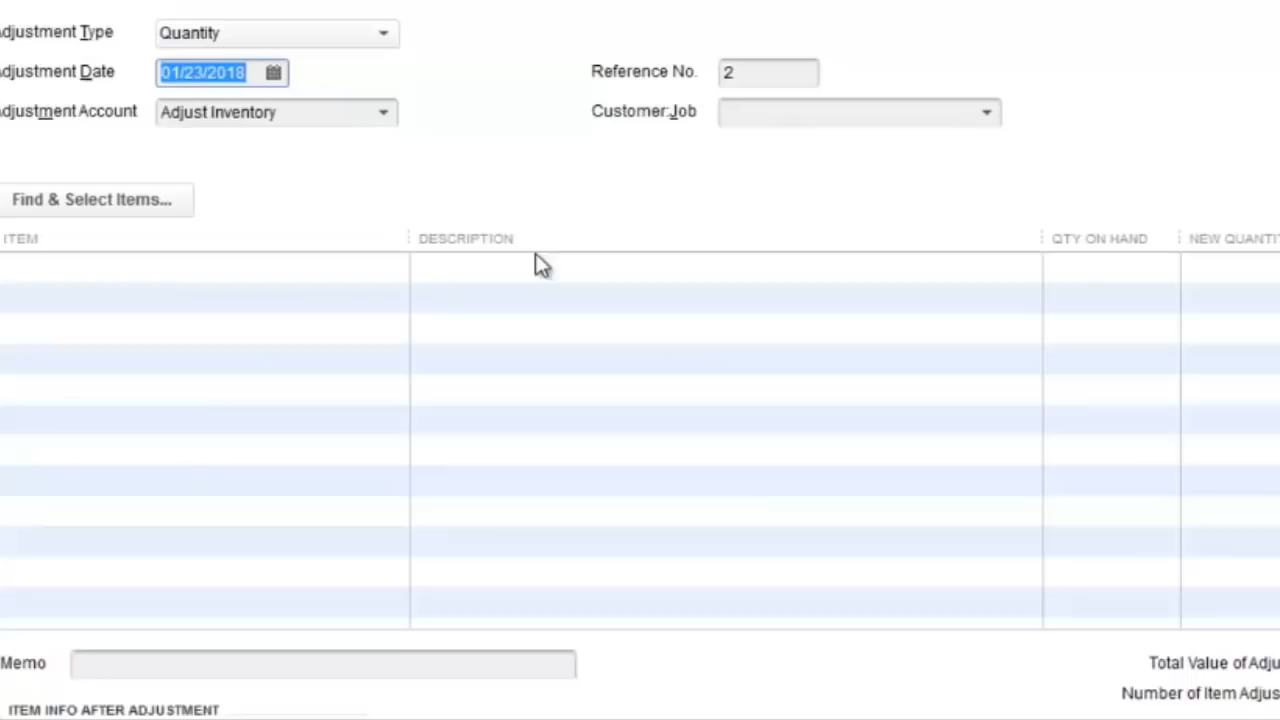 djustment Type Quantity
djustment Date 01/23/2018 Reference No. 2
djustment Account Adjust Inventory Customer:Job
Find & Select Items...
ITEM DESCRIPTION QTY ON HAND NEW QUANTIT
Memo Total Value of Adju
Number of Item Adjus
ITEM INFO AFTER ADJUSTMENT